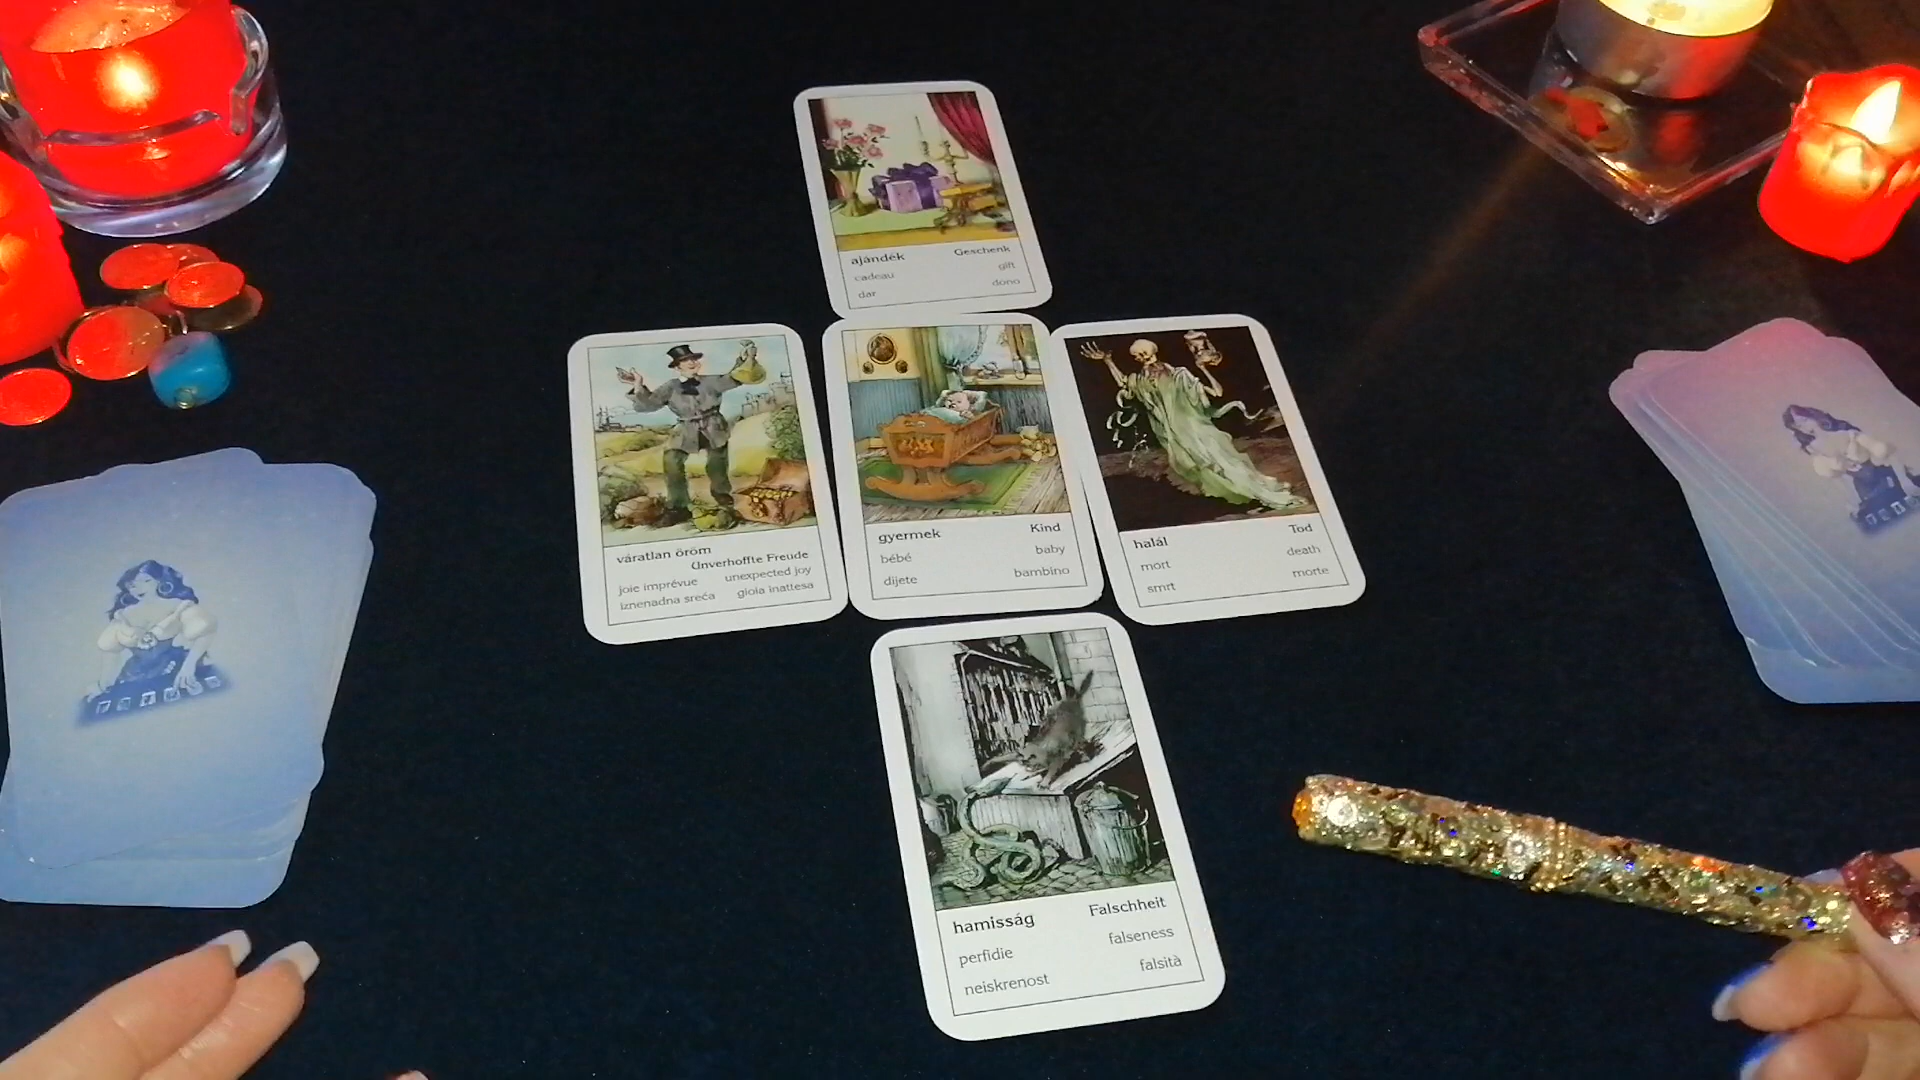 ajándék Geschenk
cadeau gift
dar dono
váratlan öröm
Unverhoffte Freude
joie imprévue unexpected joy
iznenadna sreća gioia inattesa
gyermek Kind
bébé baby
dijete bambino
halál Tod
mort death
smrt morte
hamisság Falschheit
perfidie falseness
neiskrenost falsità